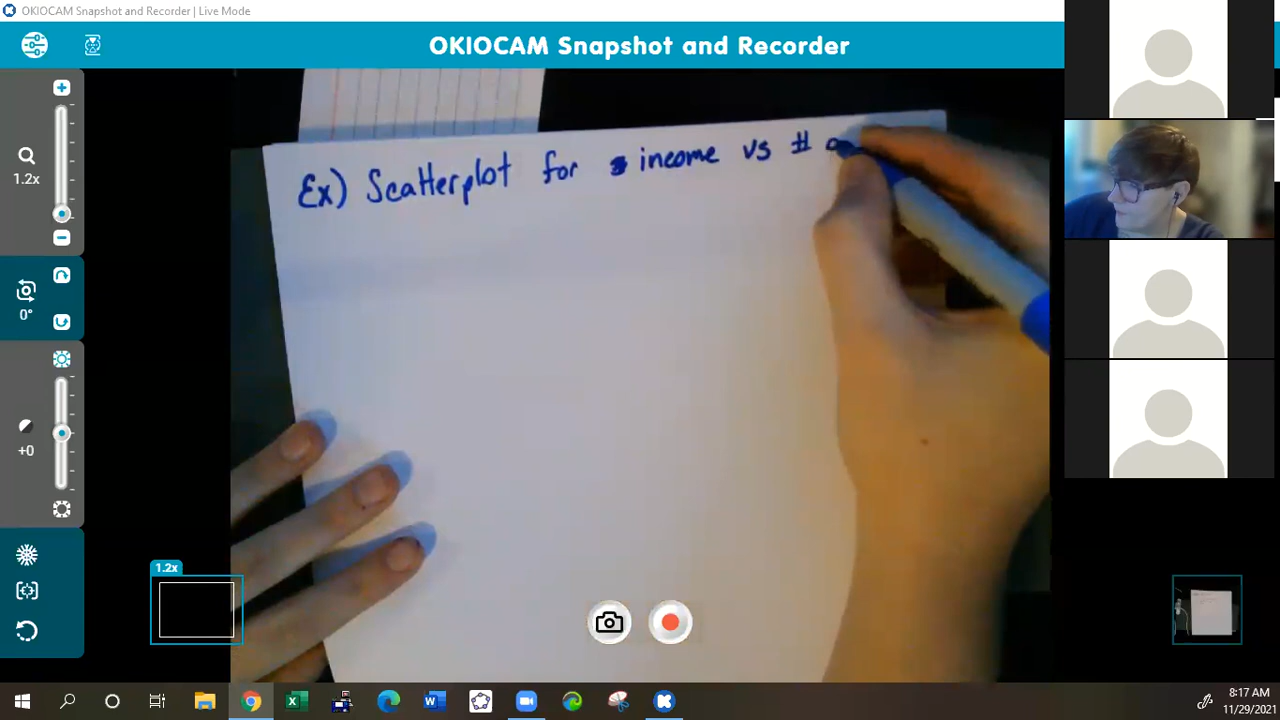 OKIOCAM Snapshot and Recorder | Live Mode
OKIOCAM Snapshot and Recorder
1.2x
0°
+0
1.2x
Ex) Scatterplot for income vs #
8:17 AM
11/29/2021